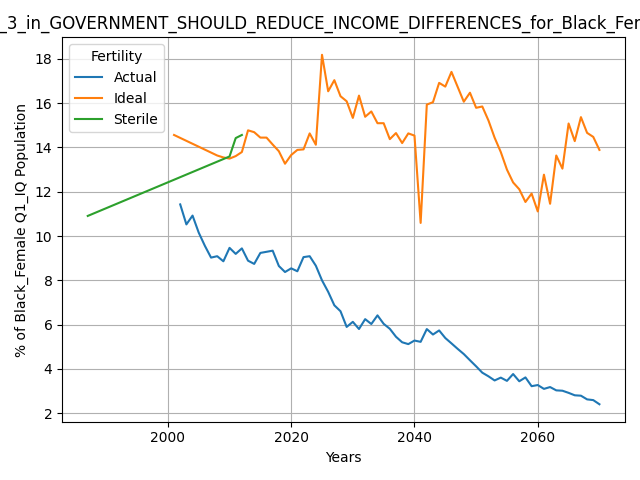 _3_in_GOVERNMENT_SHOULD_REDUCE_INCOME_DIFFERENCES_for_Black_Fe
Fertility
Actual
Ideal
Sterile
18
16
14
12
10
8
6
4
2
% of Black_Female Q1_IQ Population
2000
2020
2040
2060
Years